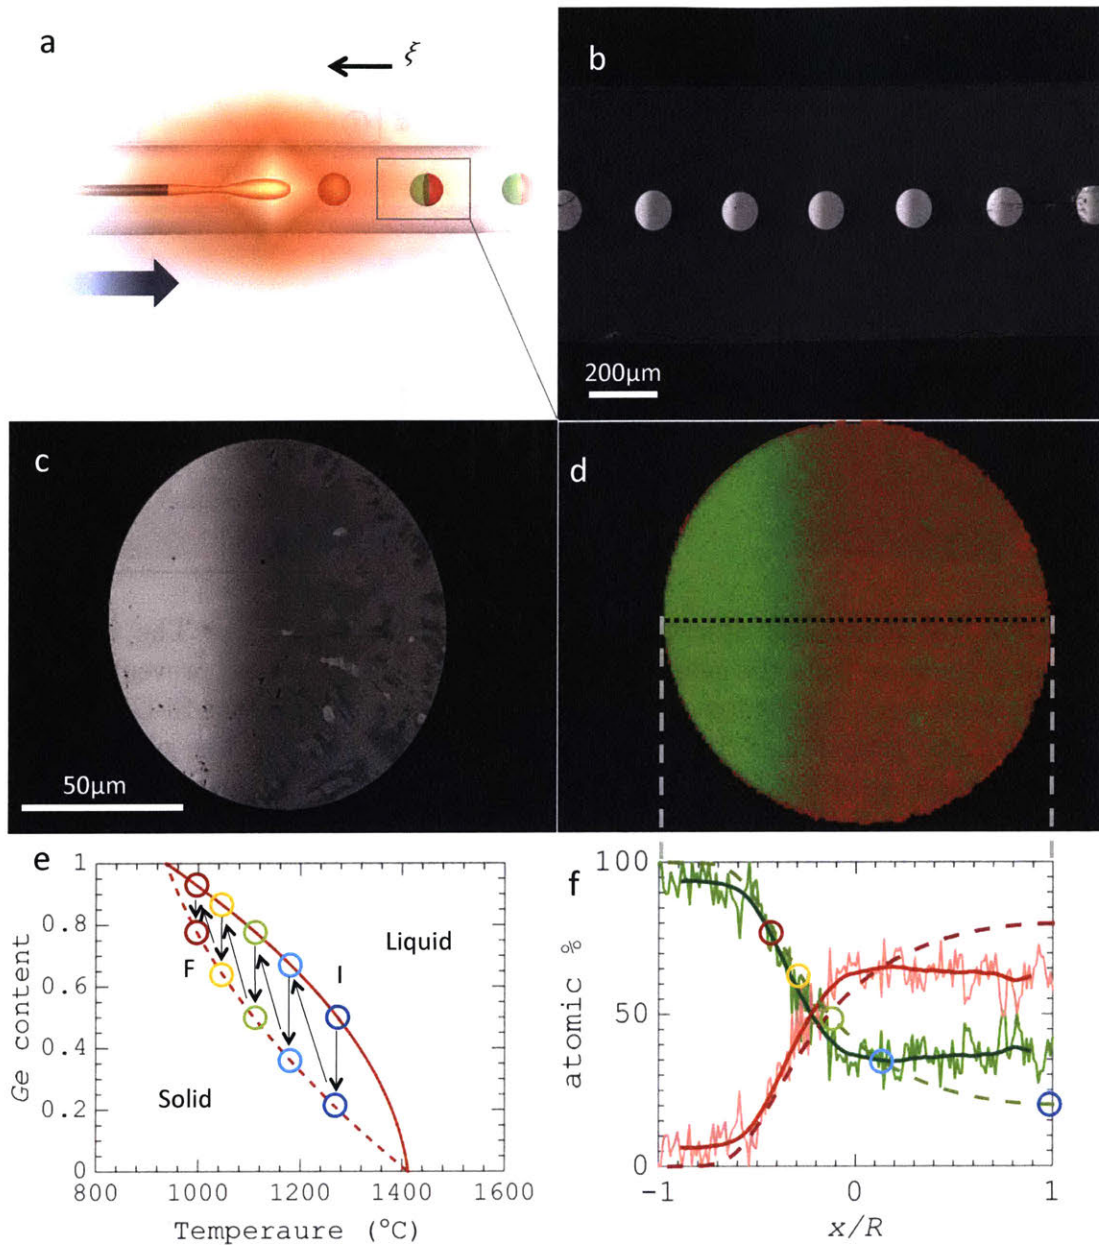 a
ξ
b
200µm
c
50µm
d
e
1
0.8
0.6
0.4
0.2
0
Ge content
Liquid
Solid
F
I
800 1000 1200 1400 1600
Temperaure (°C)
f
100
50
0
atomic %
-1 0 1
x/R